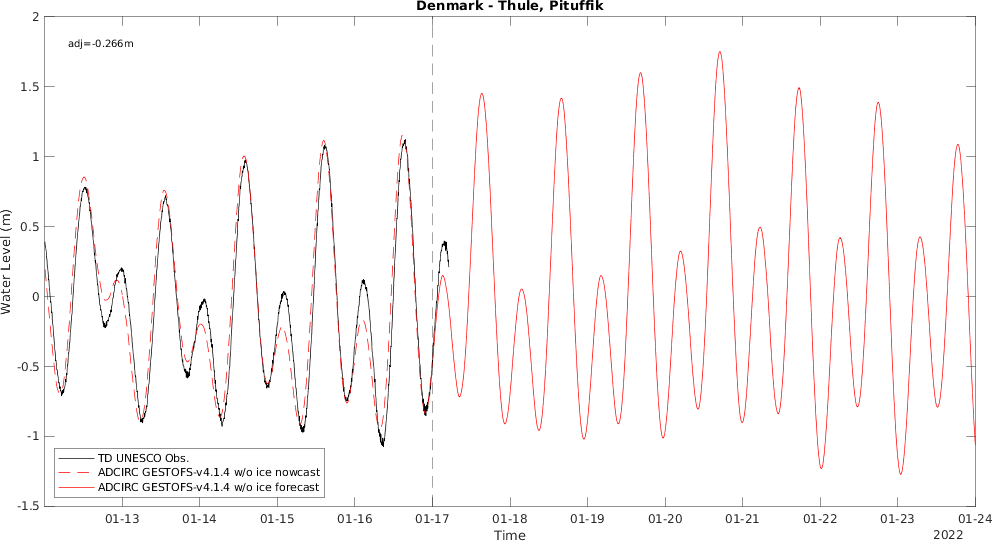 Denmark - Thule, Pituffik
adj=-0.266m
Water Level (m)
2
1.5
1
0.5
0
-0.5
-1
-1.5
TD UNESCO Obs.
ADCIRC GESTOFS-v4.1.4 w/o ice nowcast
ADCIRC GESTOFS-v4.1.4 w/o ice forecast
01-13 01-14 01-15 01-16 01-17 01-18 01-19 01-20 01-21 01-22 01-23 01-24
Time
2022